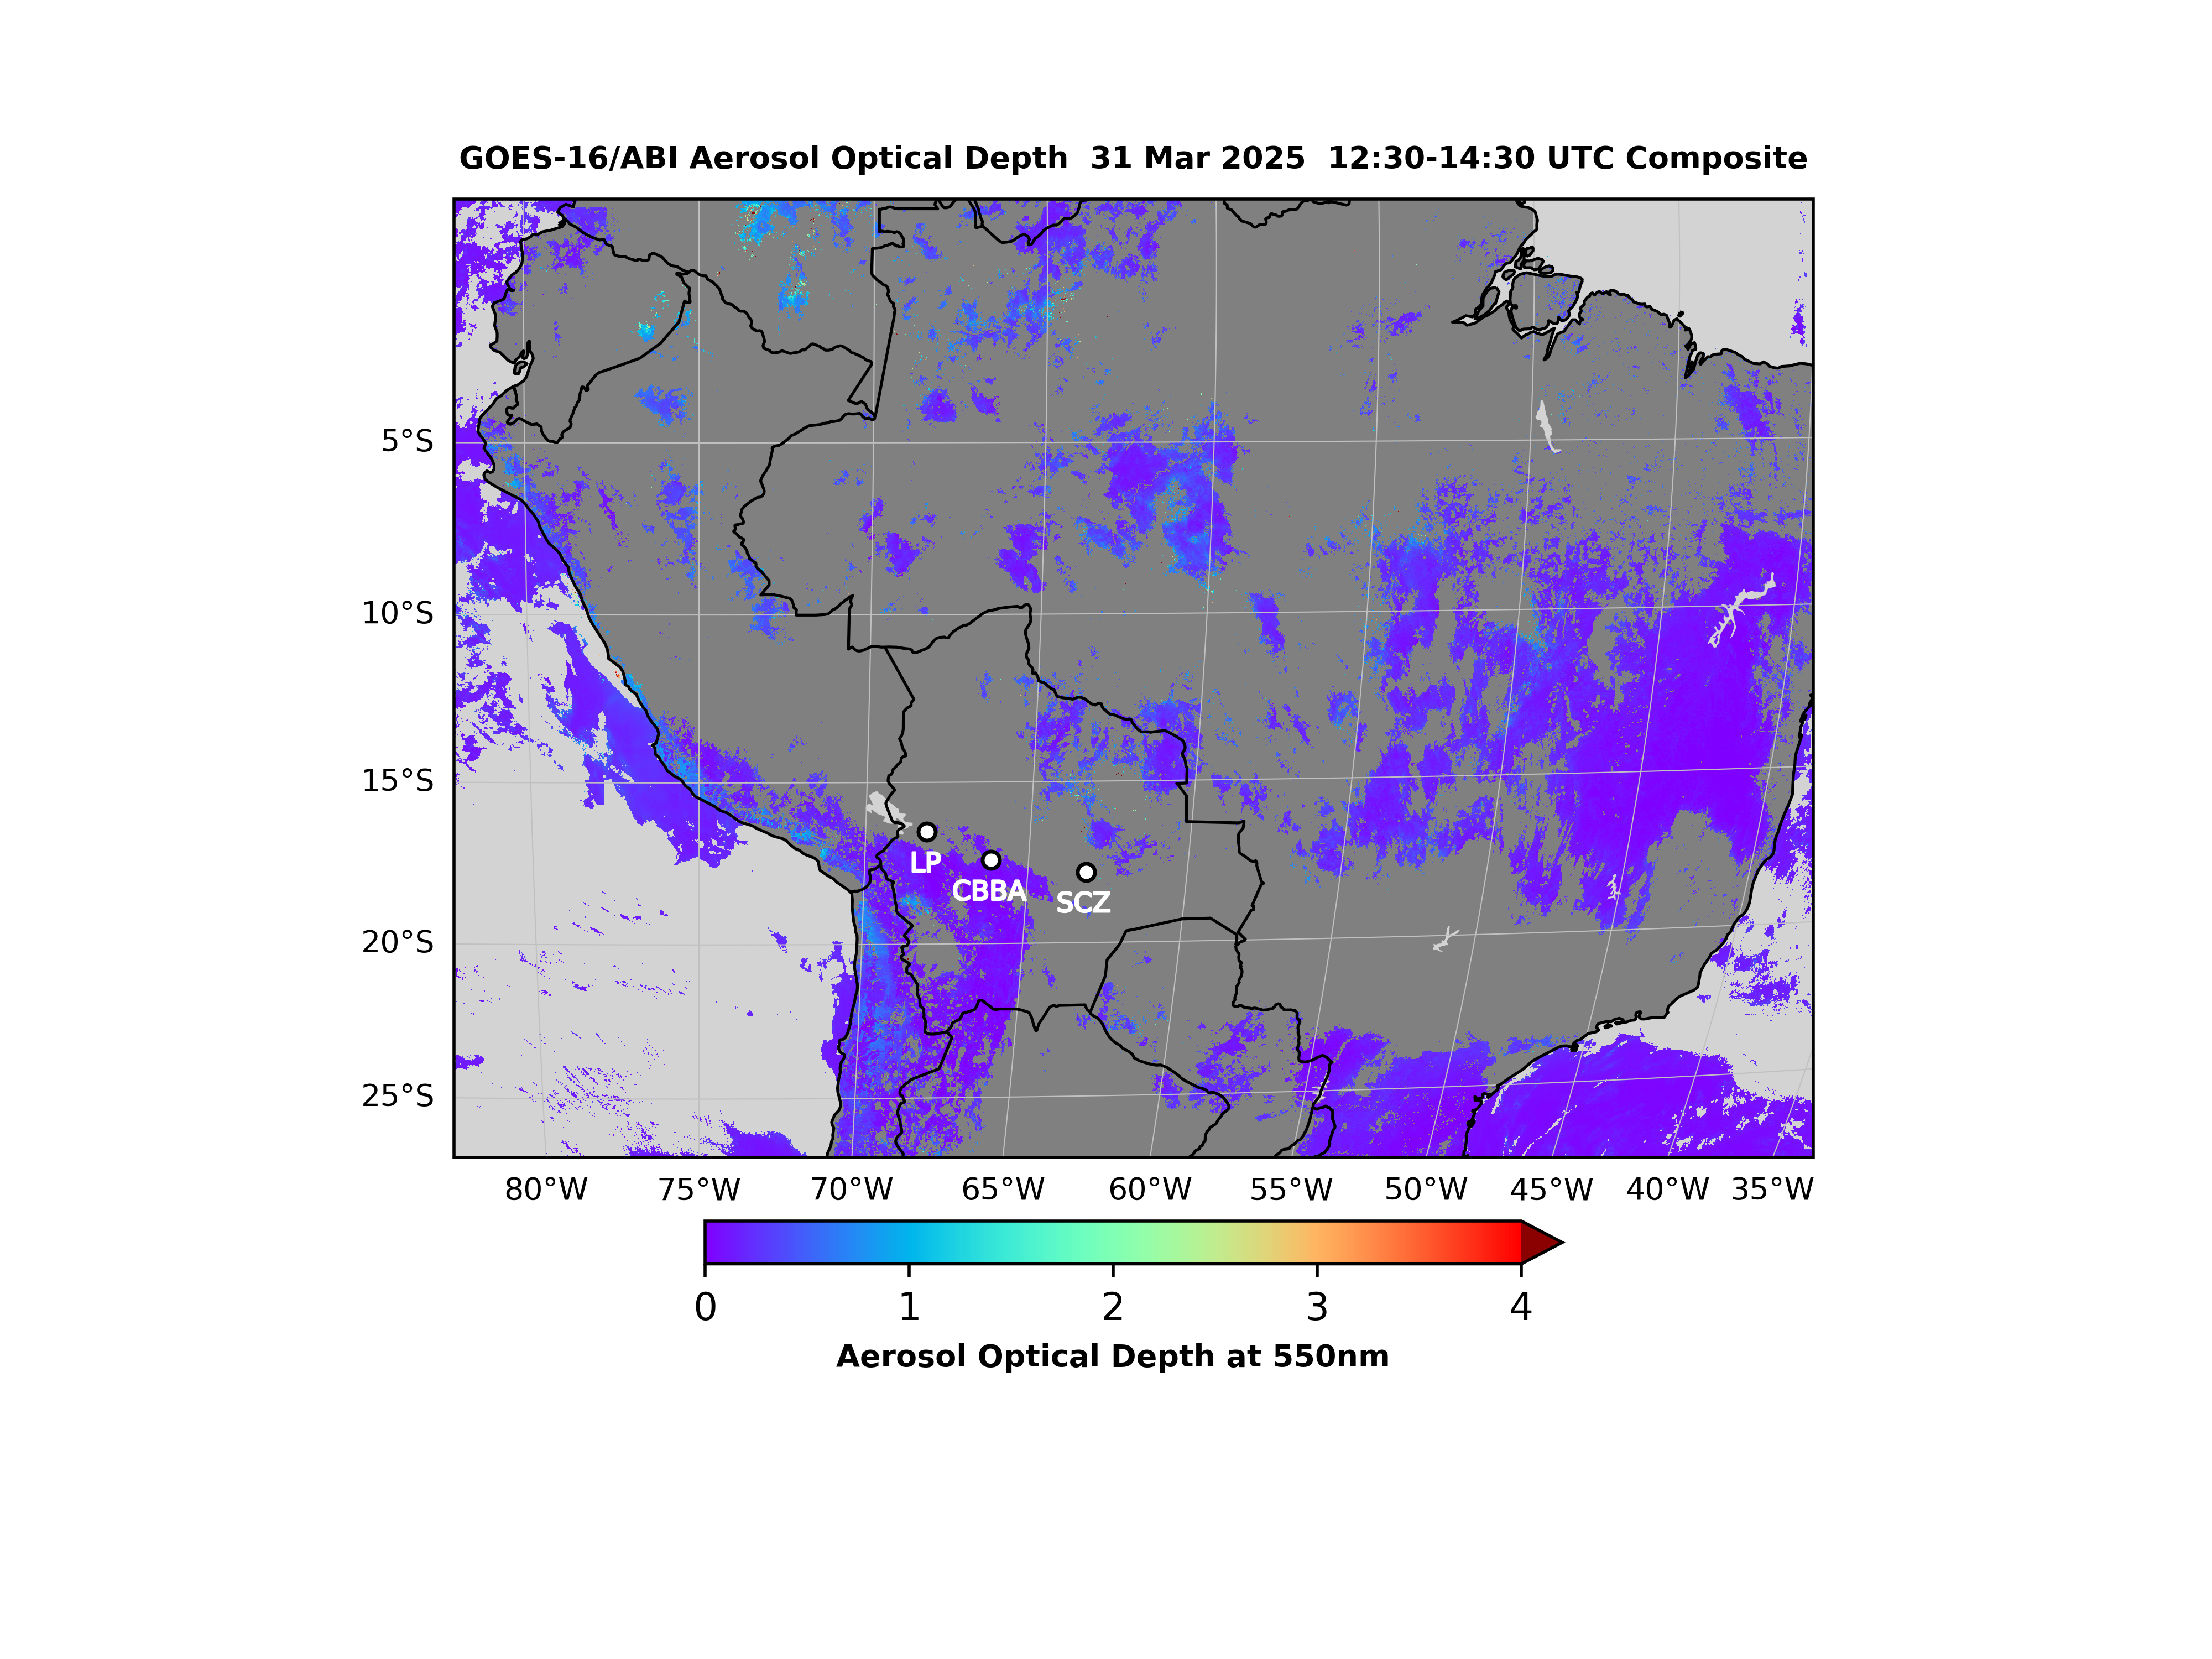 GOES-16/ABI Aerosol Optical Depth  31 Mar 2025  12:30-14:30 UTC Composite
5°S
10°S
15°S
LP
CBBA
SCZ
20°S
25°S
80°W 75°W 70°W 65°W 60°W 55°W 50°W 45°W 40°W 35°W
0 1 2 3 4
Aerosol Optical Depth at 550nm